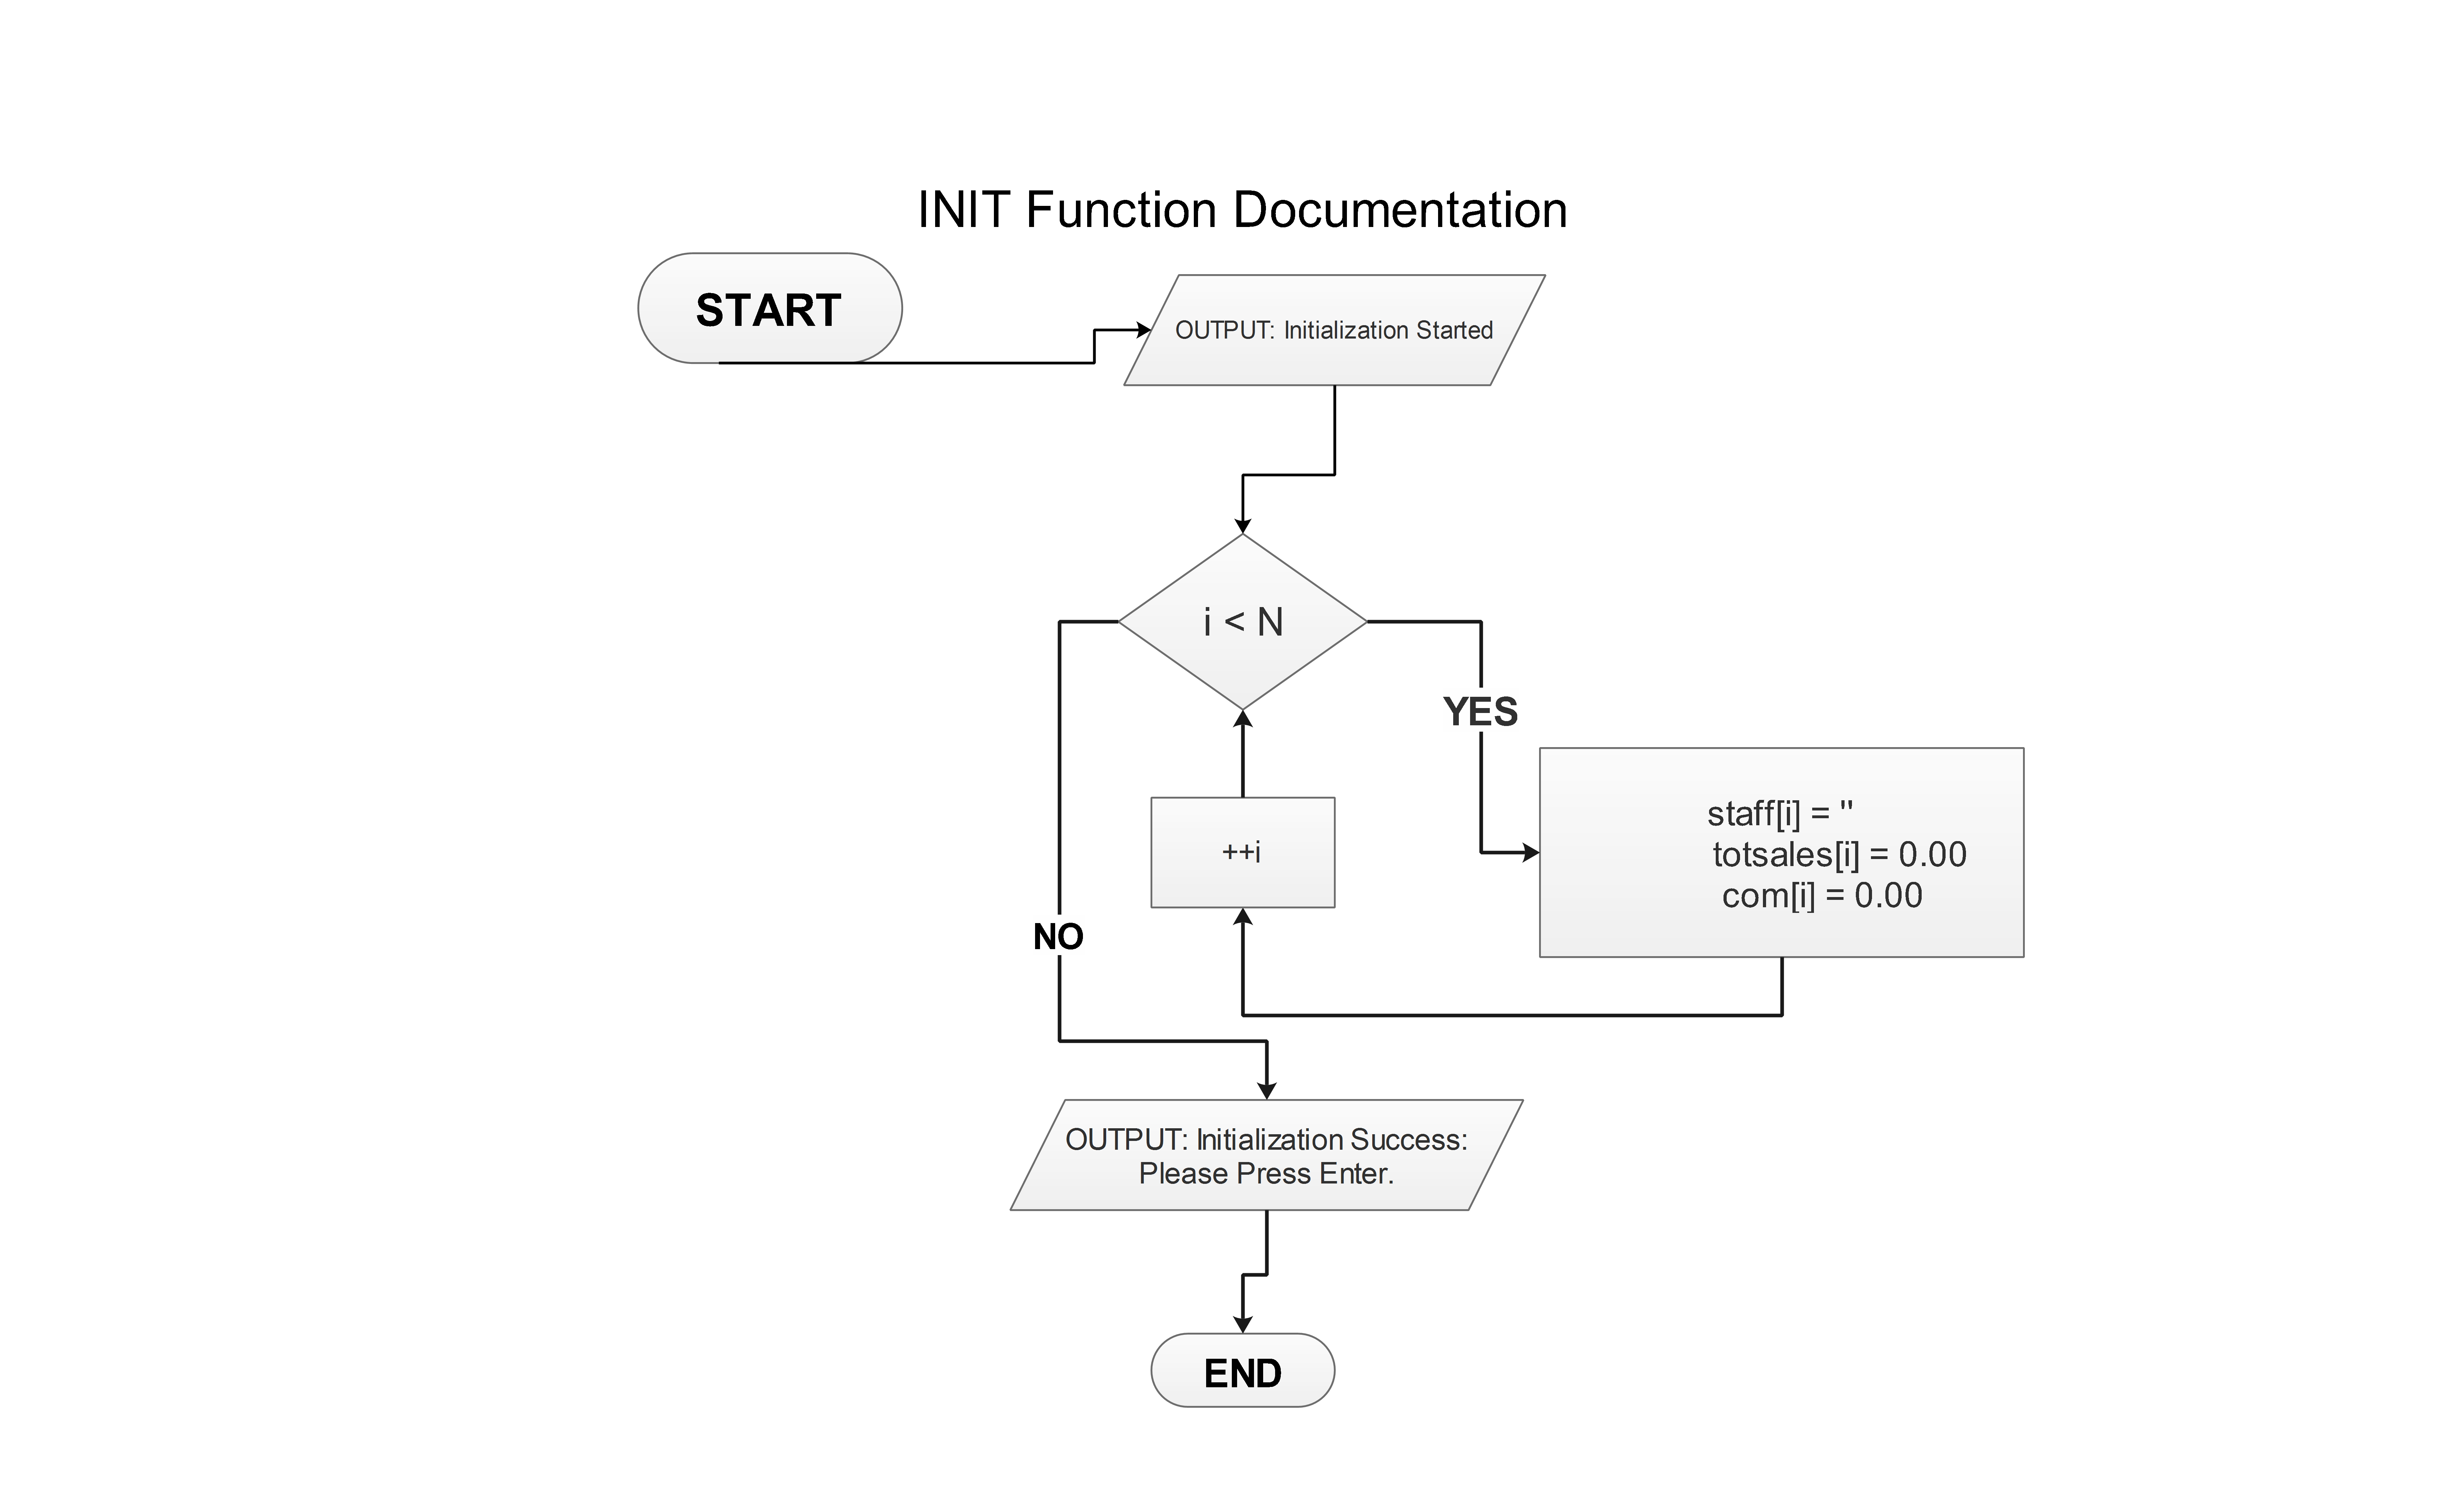 INIT Function Documentation
START
OUTPUT: Initialization Started
i < N
YES
staff[i] = ''
totsales[i] = 0.00
com[i] = 0.00
++i
NO
OUTPUT: Initialization Success:
Please Press Enter.
END